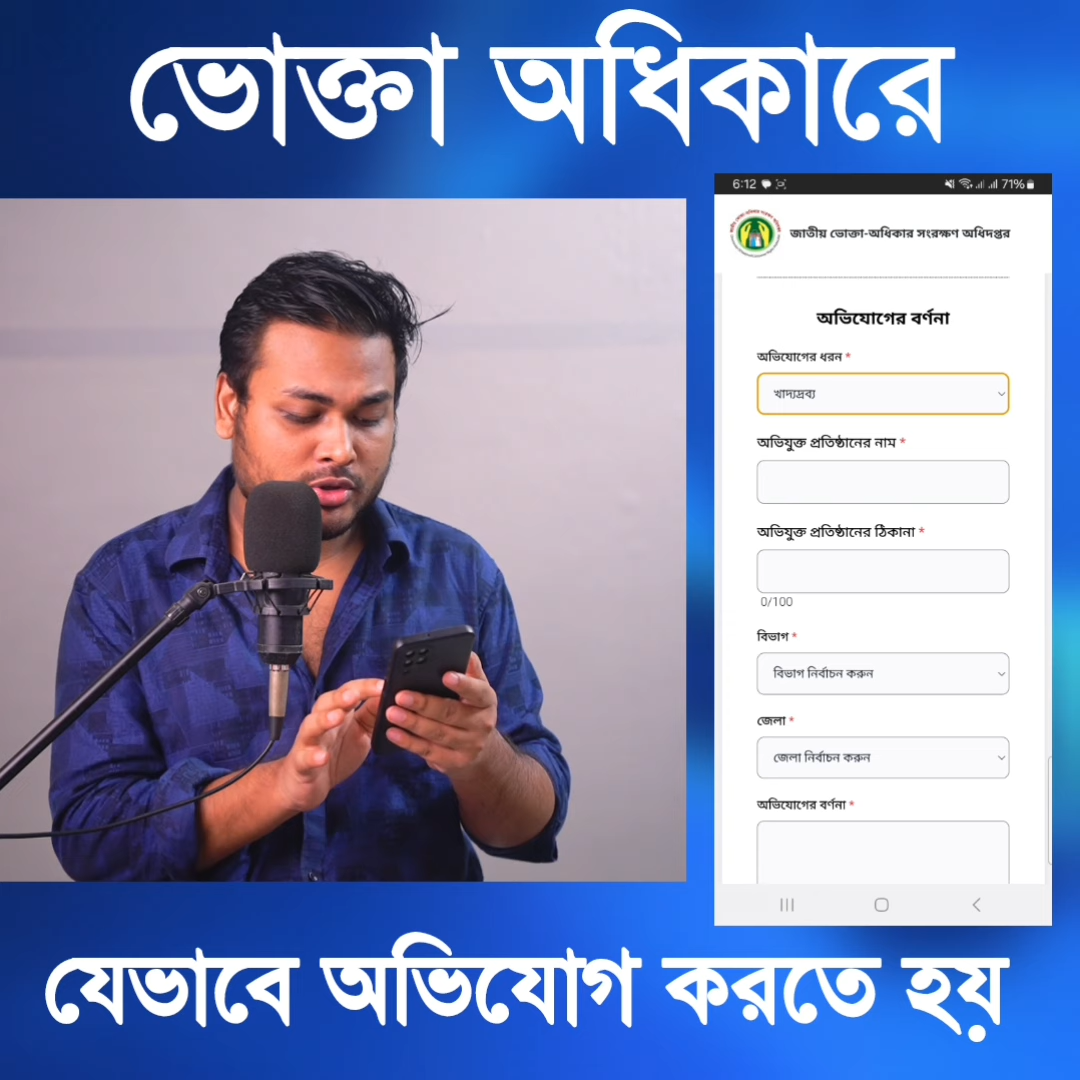 ভোক্তা অধিকারে
6:12
71%
জাতীয় ভোক্তা-অধিকার সংরক্ষণ অধিদপ্তর
অভিযোগের বর্ণনা
অভিযোগের ধরন *
খাদ্যদ্রব্য
অভিযুক্ত প্রতিষ্ঠানের নাম *
অভিযুক্ত প্রতিষ্ঠানের ঠিকানা *
0/100
বিভাগ *
বিভাগ নির্বাচন করুন
জেলা *
জেলা নির্বাচন করুন
অভিযোগের বর্ণনা *
যেভাবে অভিযোগ করতে হয়